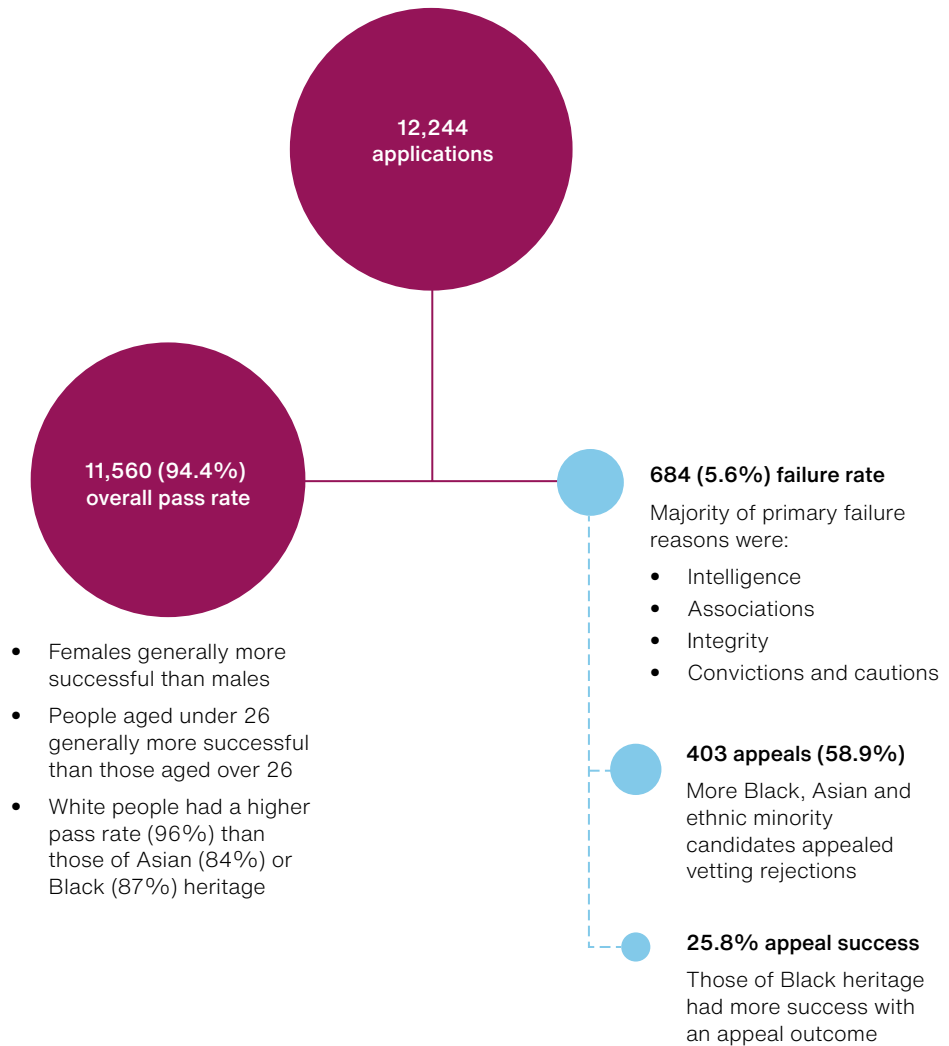 12,244
applications
11,560 (94.4%)
overall pass rate
• Females generally more
successful than males
• People aged under 26
generally more successful
than those aged over 26
• White people had a higher
pass rate (96%) than
those of Asian (84%) or
Black (87%) heritage
684 (5.6%) failure rate
Majority of primary failure
reasons were:
• Intelligence
• Associations
• Integrity
• Convictions and cautions
403 appeals (58.9%)
More Black, Asian and
ethnic minority
candidates appealed
vetting rejections
25.8% appeal success
Those of Black heritage
had more success with
an appeal outcome